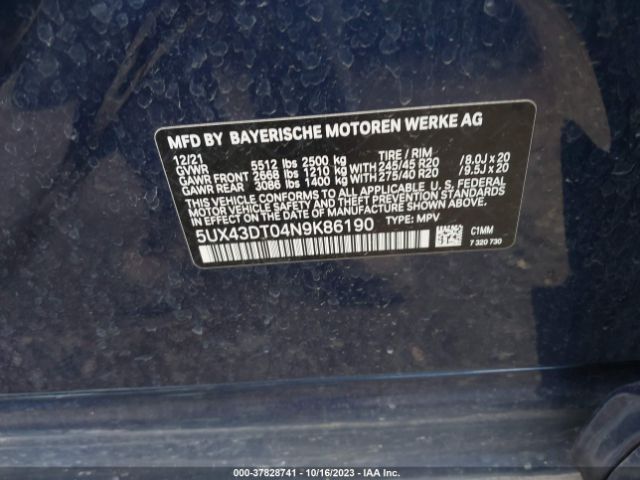 MFD BY BAYERISCHE MOTOREN WERKE AG
12/21 TIRE / RIM
GVWR 5512 lbs 2500 kg
GAWR FRONT 2668 lbs 1210 kg WITH 245/45 R20 /8.0J x 20
GAWR REAR 3086 lbs 1400 kg WITH 275/40 R20 /9.5J x 20
THIS VEHICLE CONFORMS TO ALL APPLICABLE U. S. FEDERAL
MOTOR VEHICLE SAFETY, BUMPER, AND THEFT PREVENTION
STANDARDS IN EFFECT ON THE DATE OF MANUFACTURE SHOWN ABOVE.
5UX43DT04N9K86190 TYPE: MPV
C1MM
7 320 730
000-37828741 | 10/16/2023 | IAA Inc.